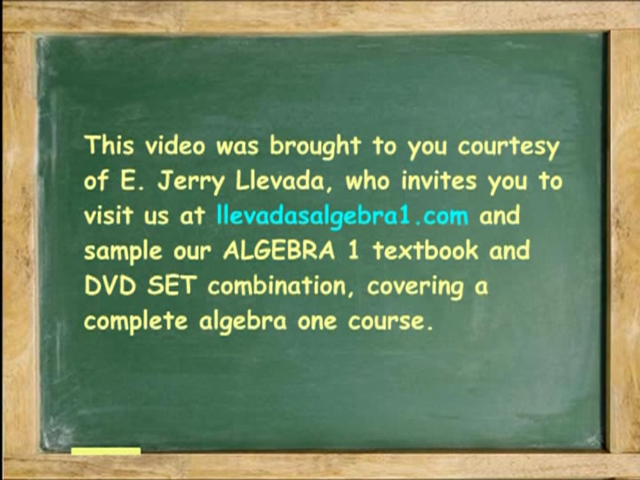 This video was brought to you courtesy
of E. Jerry Llevada, who invites you to
visit us at llevadasalgebra1.com and
sample our ALGEBRA 1 textbook and
DVD SET combination, covering a
complete algebra one course.